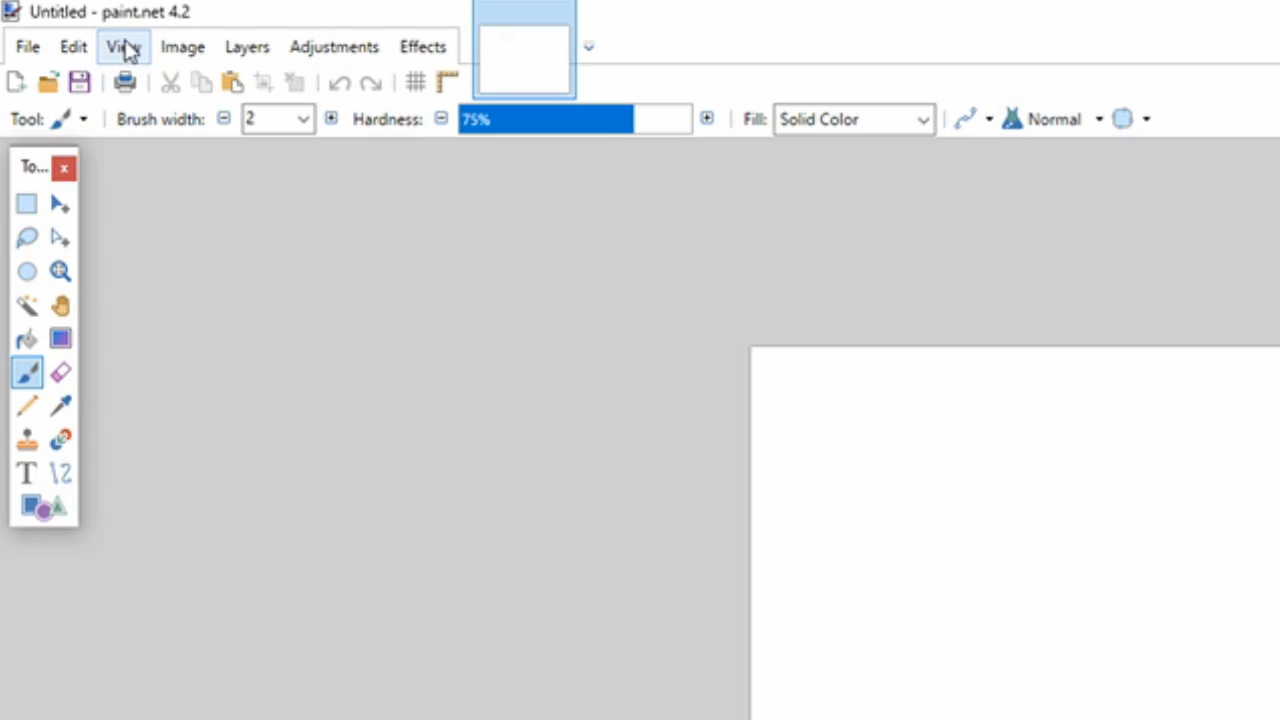 Untitled - paint.net 4.2
File Edit View Image Layers Adjustments Effects
Tool: Brush width: 2 Hardness: 75% Fill: Solid Color Normal
To...